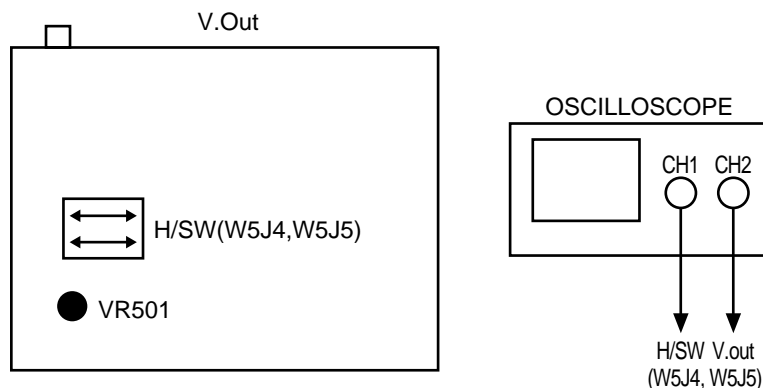 V.Out
OSCILLOSCOPE
CH1 CH2
H/SW(W5J4,W5J5)
VR501
H/SW V.out
(W5J4, W5J5)